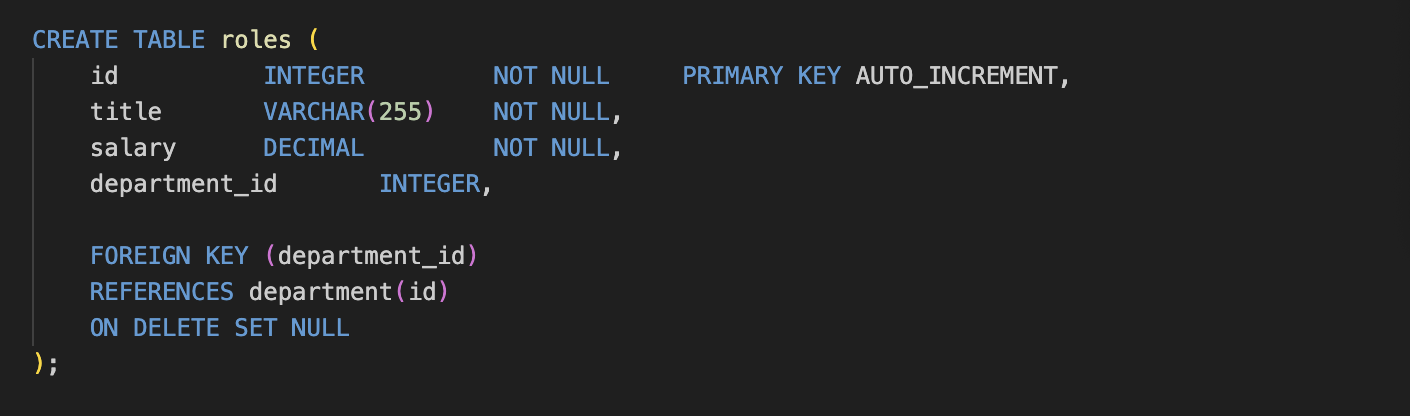 CREATE TABLE roles (
    id          INTEGER         NOT NULL     PRIMARY KEY AUTO_INCREMENT,
    title       VARCHAR(255)    NOT NULL,
    salary      DECIMAL         NOT NULL,
    department_id       INTEGER,

    FOREIGN KEY (department_id)
    REFERENCES department(id)
    ON DELETE SET NULL
);